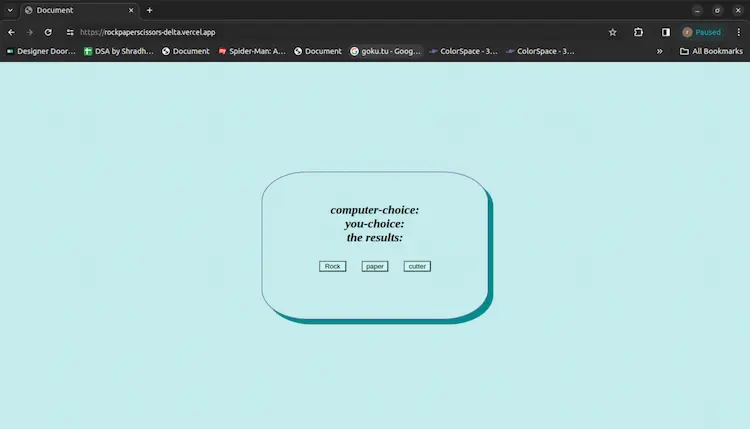 Document
https://rockpaperscissors-delta.vercel.app
Paused
Designer Door... DSA by Shradh... Document Spider-Man: A... Document goku.tu - Goog... ColorSpace - 3... ColorSpace - 3... » All Bookmarks
computer-choice:
you-choice:
the results:
Rock paper cutter